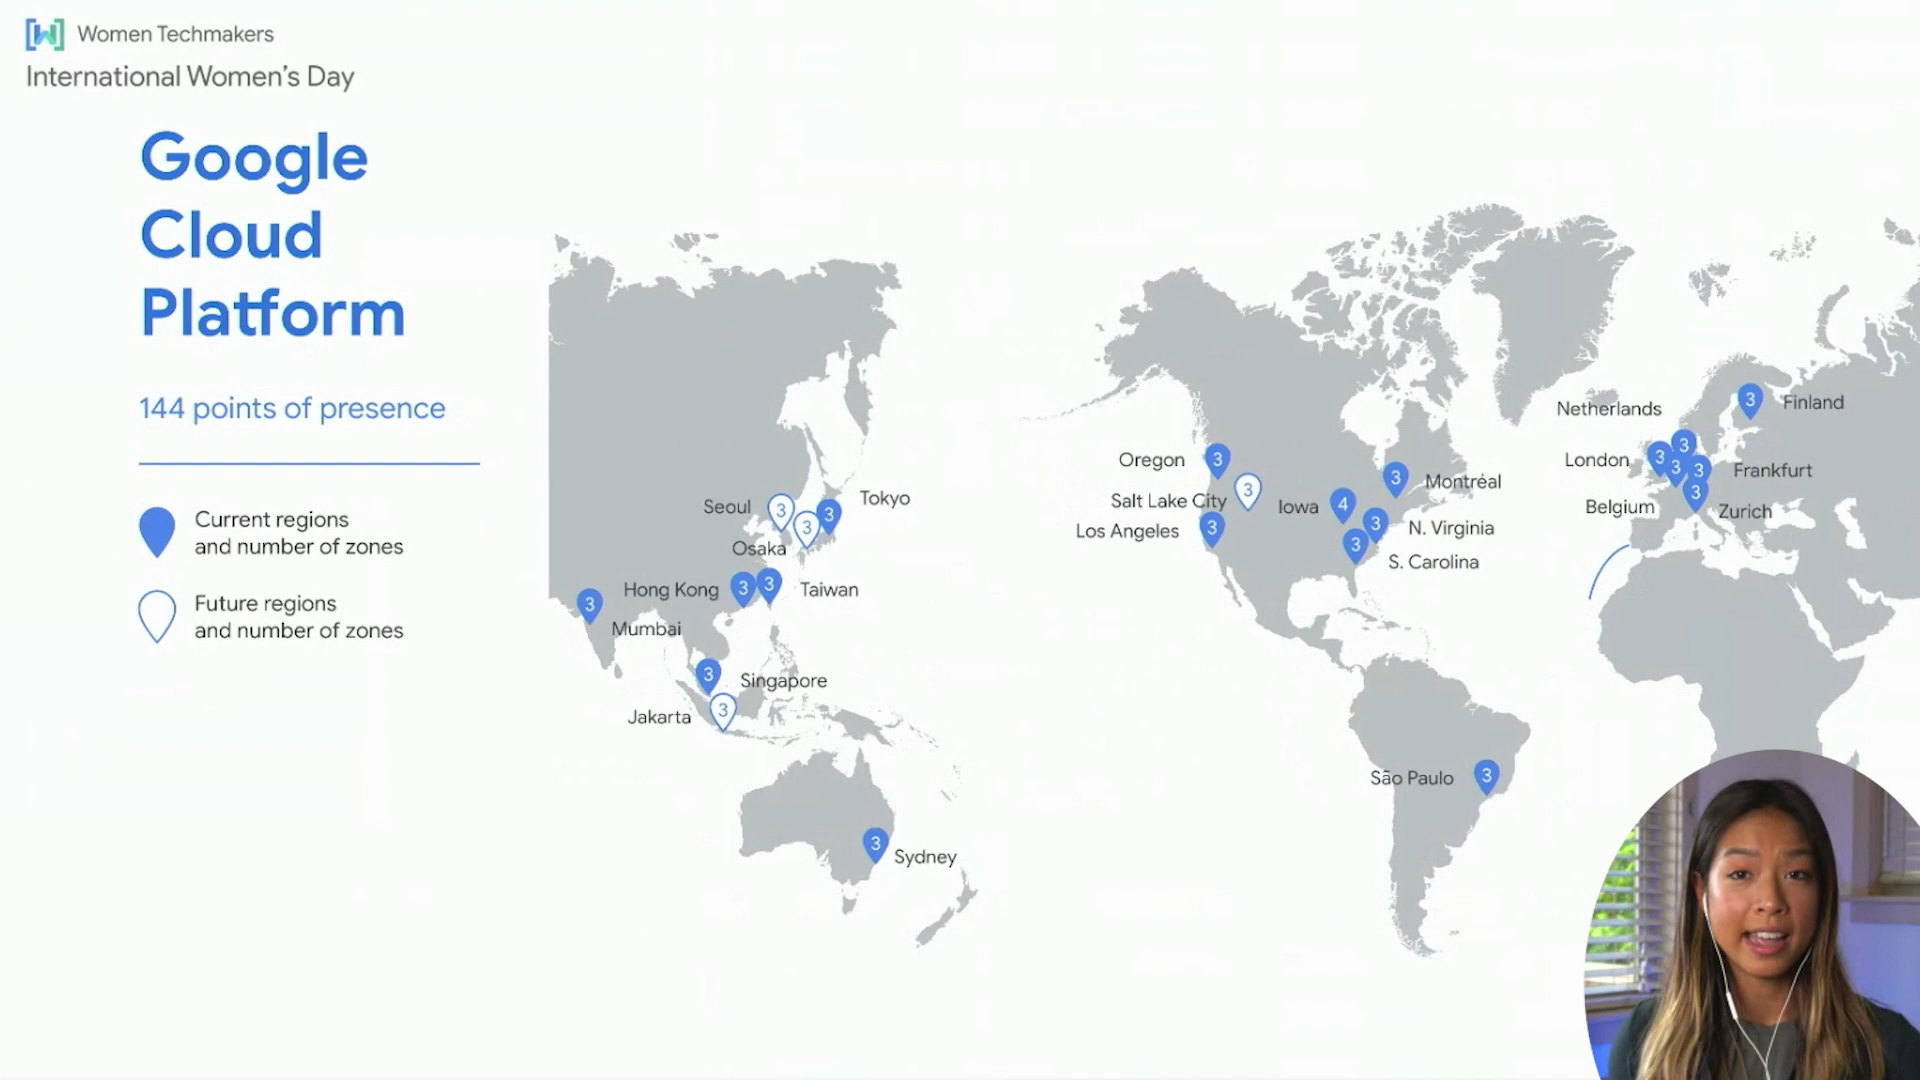 Women Techmakers
International Women's Day
Google
Cloud
Platform
144 points of presence
Current regions
and number of zones
Future regions
and number of zones
Seoul
3
3
3
Tokyo
Osaka
Hong Kong
3
3
Taiwan
3
Mumbai
3
Singapore
Jakarta
3
3
Sydney
Oregon
3
Salt Lake City
3
Los Angeles
3
Iowa
4
3
Montréal
3
N. Virginia
3
S. Carolina
São Paulo
3
Netherlands
3
Finland
London
3
3
3
3
Frankfurt
Belgium
3
Zurich